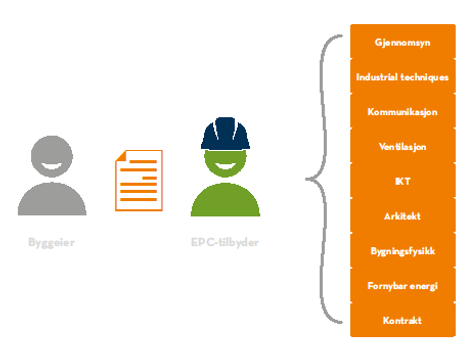 Gjennomsyn
Industrial techniques
Kommunikasjon
Ventilasjon
IKT
Arkitekt
Bygningsfysikk
Fornybar energi
Kontrakt
Byggeier
EPC-tilbyder